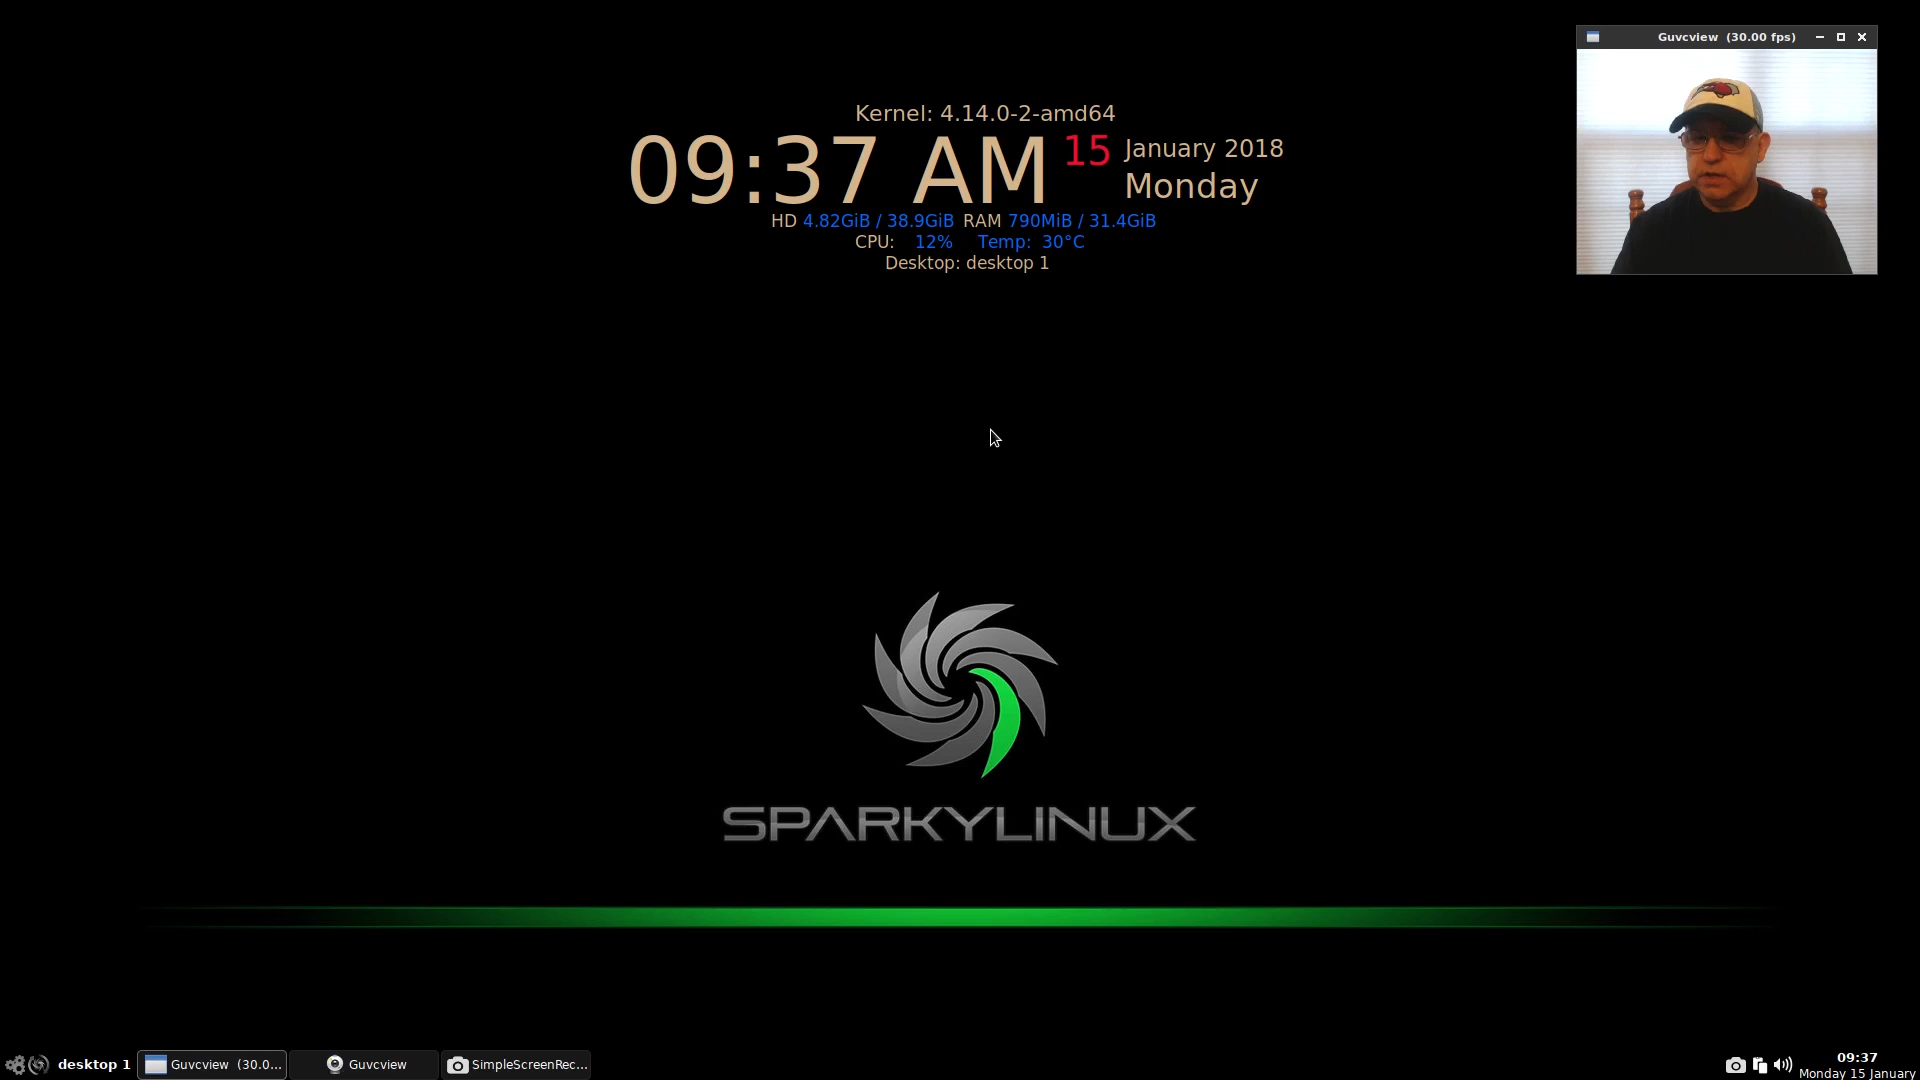 Guvcview (30.00 fps)
Kernel: 4.14.0-2-amd64
09:37 AM 15 January 2018
Monday
HD 4.82GiB / 38.9GiB RAM 790MiB / 31.4GiB
CPU: 12% Temp: 30°C
Desktop: desktop 1
SPARKYLINUX
desktop 1 Guvcview (30.0... Guvcview SimpleScreenRec... 09:37
Monday 15 January